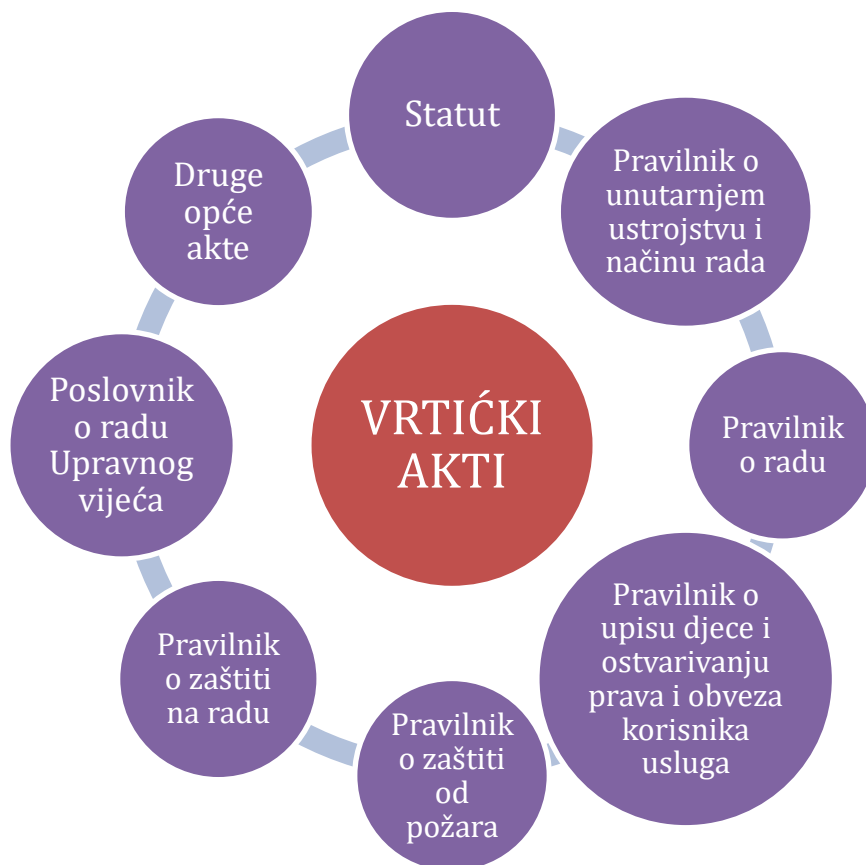 Statut
Pravilnik o
unutarnjem
ustrojstvu i
načinu rada
Pravilnik
o radu
Pravilnik o
upisu djece i
ostvarivanju
prava i obveza
korisnika
usluga
Pravilnik
o zaštiti
od
požara
Pravilnik
o zaštiti
na radu
Poslovnik
o radu
Upravnog
vijeća
Druge
opće
akte
VRTIĆKI
AKTI